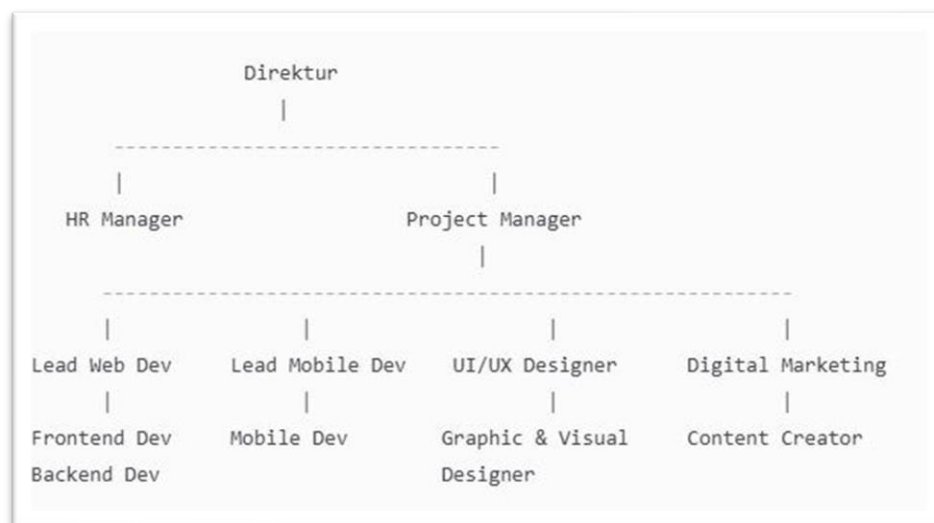 Direktur
|
---------------------------------
| |
HR Manager Project Manager
|
-----------------------------------------------------------
| | | |
Lead Web Dev Lead Mobile Dev UI/UX Designer Digital Marketing
| | | |
Frontend Dev Mobile Dev Graphic & Visual Content Creator
Backend Dev Designer